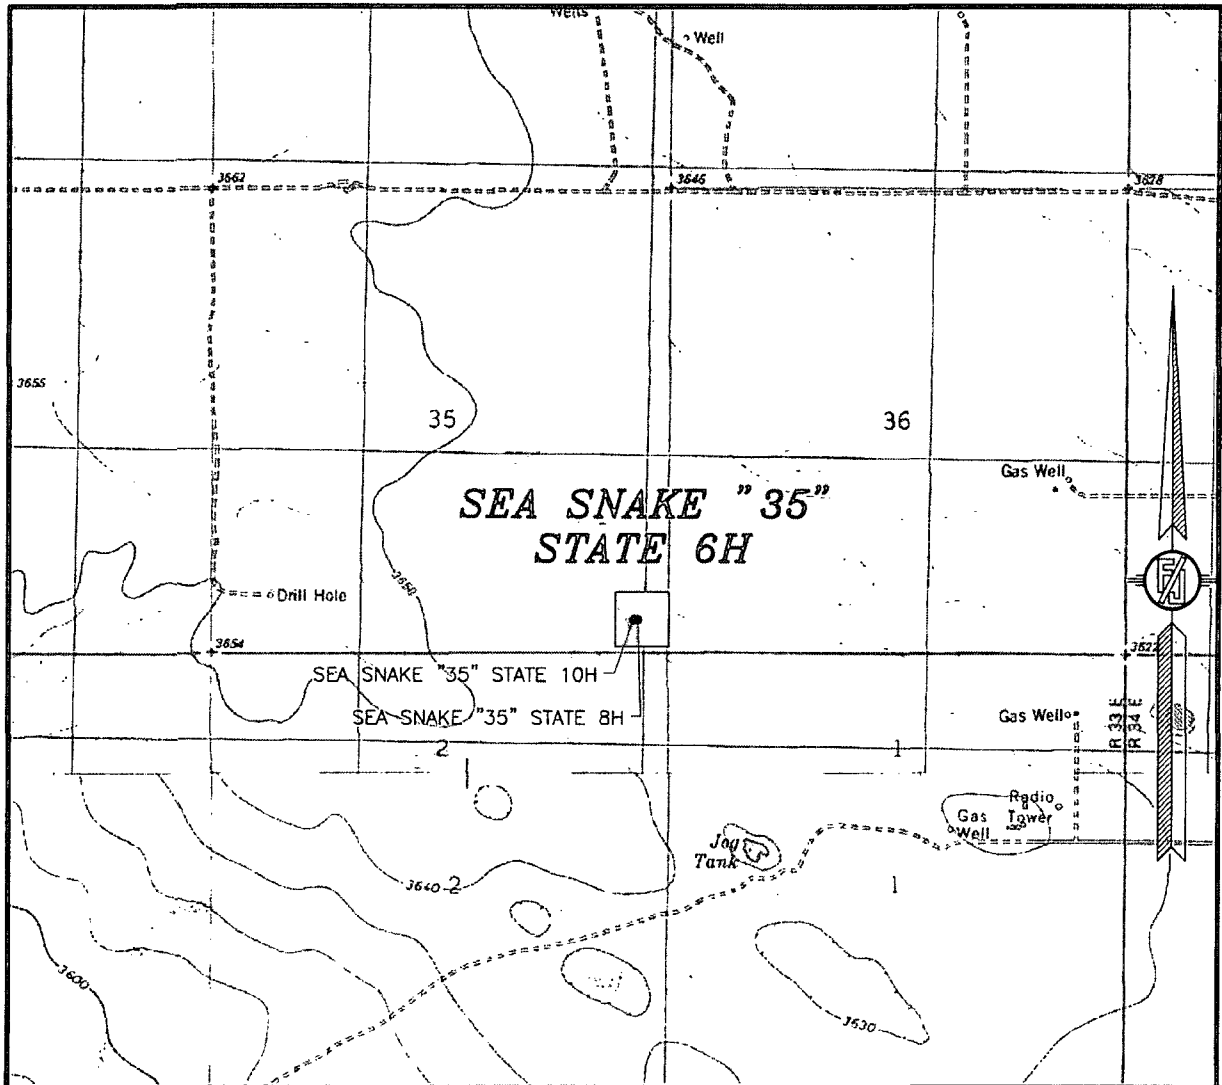 Wells
Well
3662
3646
3628
3655
35
36
Gas Well
SEA SNAKE "35"
STATE 6H
3650
Drill Hole
3654
3622
SEA SNAKE "35" STATE 10H
SEA SNAKE "35" STATE 8H
Gas Well
R 33 E
R 34 E
2
1
Radio
Tower
Gas
Well
Jog
Tank
3640
2
1
3600
3630